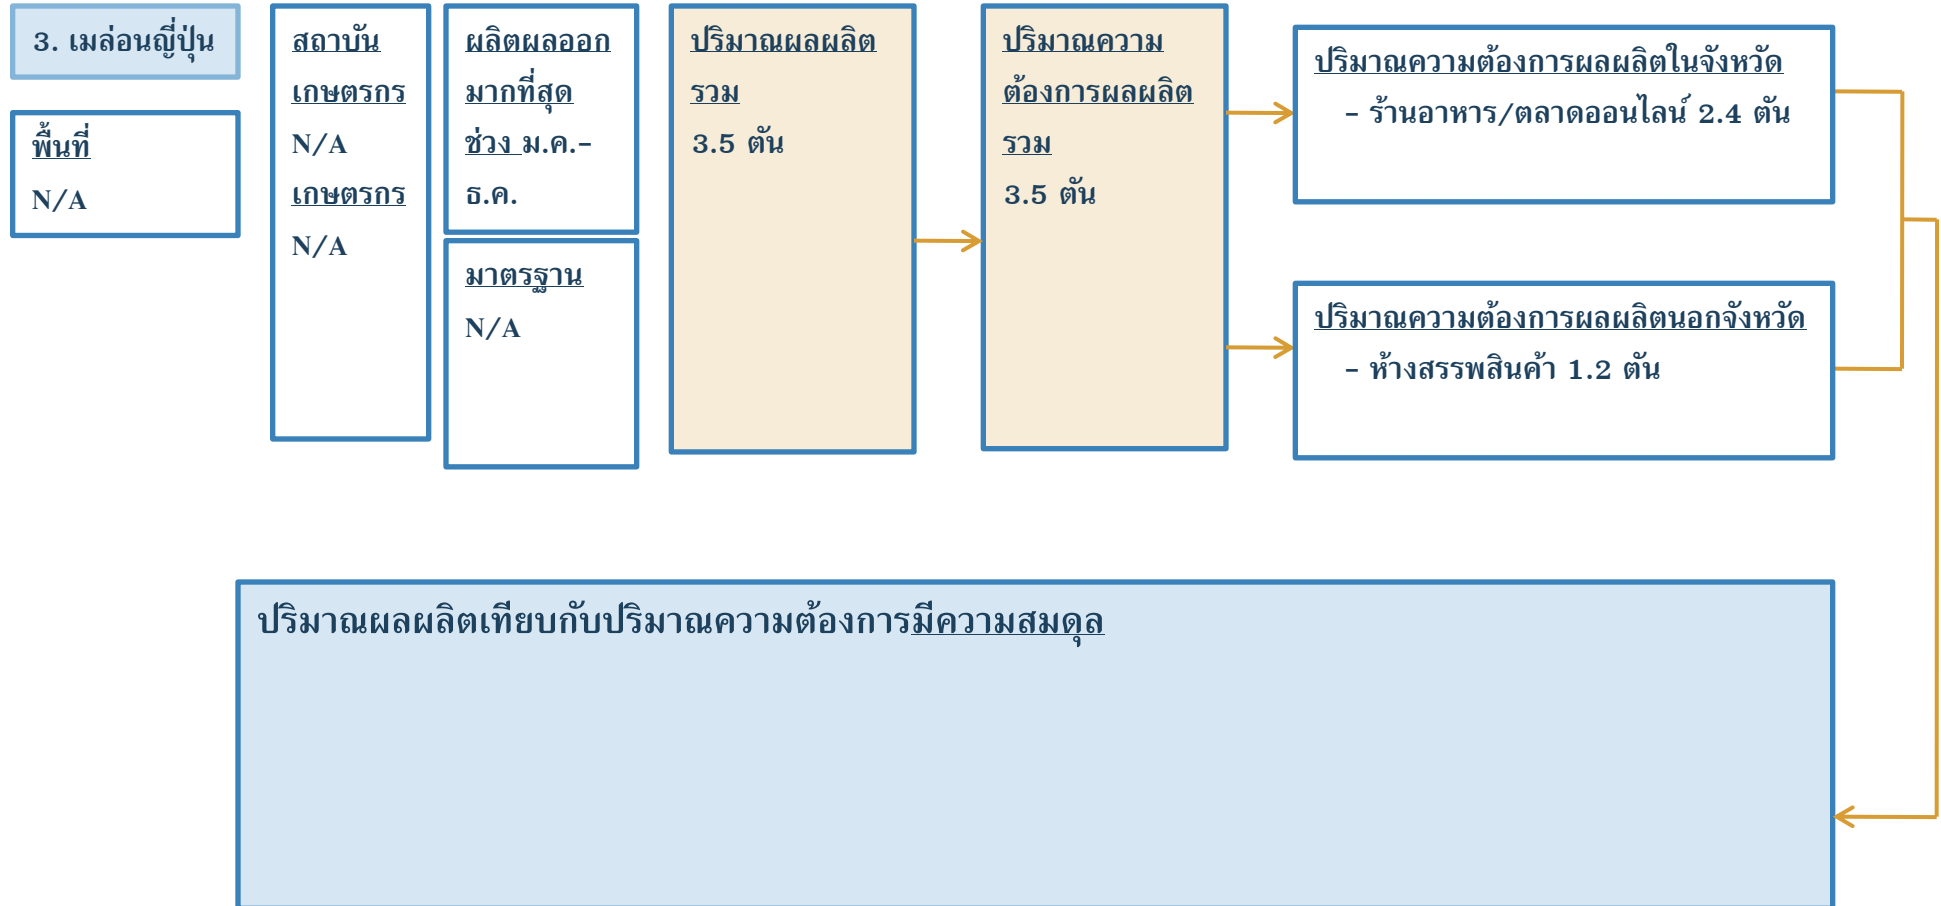 3. เมล่อนญี่ปุ่น
พื้นที่
N/A
สถาบัน
เกษตรกร
N/A
เกษตรกร
N/A
ผลิตผลออก
มากที่สุด
ช่วง ม.ค.-
ธ.ค.
มาตรฐาน
N/A
ปริมาณผลผลิต
รวม
3.5 ตัน
ปริมาณความ
ต้องการผลผลิต
รวม
3.5 ตัน
ปริมาณความต้องการผลผลิตในจังหวัด
- ร้านอาหาร/ตลาดออนไลน์ 2.4 ตัน
ปริมาณความต้องการผลผลิตนอกจังหวัด
- ห้างสรรพสินค้า 1.2 ตัน
ปริมาณผลผลิตเทียบกับปริมาณความต้องการมีความสมดุล